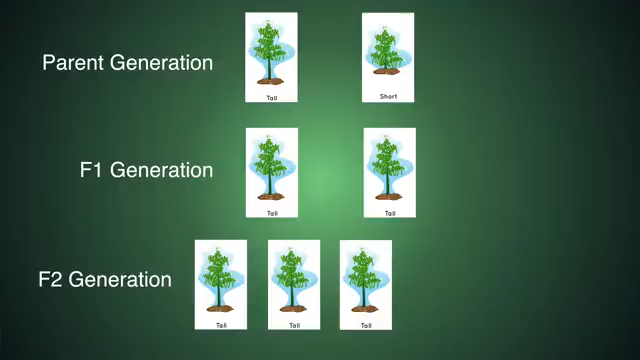 Parent Generation
Tall
Short
F1 Generation
Tall
Tall
F2 Generation
Tall
Tall
Tall